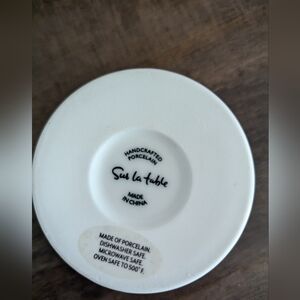 HANDCRAFTED
PORCELAIN
Sur la table
MADE
IN CHINA
MADE OF PORCELAIN.
DISHWASHER SAFE.
MICROWAVE SAFE.
OVEN SAFE TO 500°F.